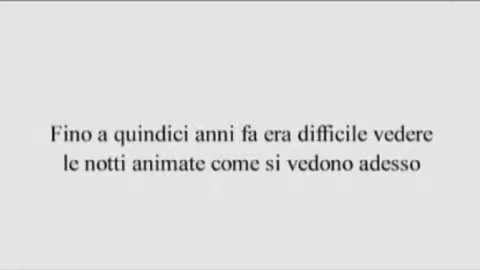 Fino a quindici anni fa era difficile vedere
le notti animate come si vedono adesso